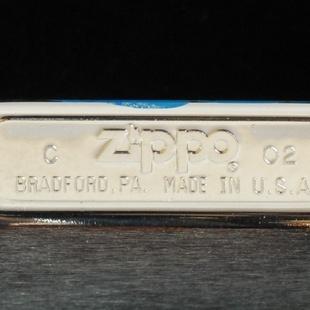 C zippo® 02
BRADFORD, PA. MADE IN U.S.A